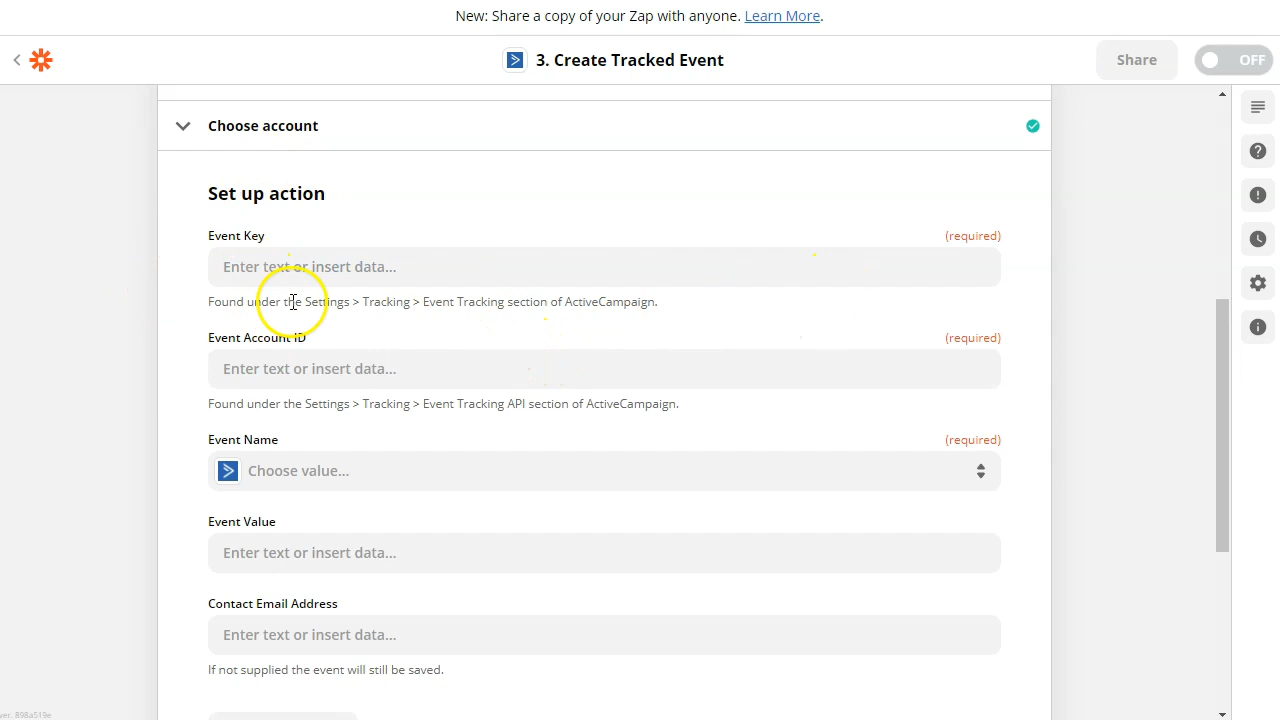 New: Share a copy of your Zap with anyone. Learn More.
3. Create Tracked Event
Share
OFF
Choose account
Set up action
Event Key
(required)
Enter text or insert data...
Found under the Settings > Tracking > Event Tracking section of ActiveCampaign.
Event Account ID
(required)
Enter text or insert data...
Found under the Settings > Tracking > Event Tracking API section of ActiveCampaign.
Event Name
(required)
Choose value...
Event Value
Enter text or insert data...
Contact Email Address
Enter text or insert data...
If not supplied the event will still be saved.
ver. 898a519e